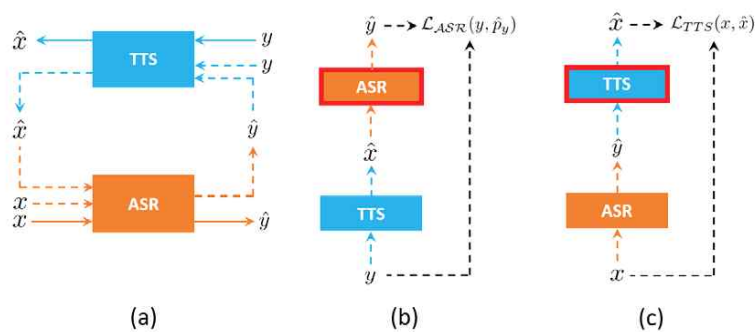 x̂
TTS
y
y
x̂
ŷ
x
x
ASR
ŷ
(a)
ŷ
ℒ_ASR(y, p̂_y)
ASR
x̂
TTS
y
(b)
x̂
ℒ_TTS(x, x̂)
TTS
ŷ
ASR
x
(c)